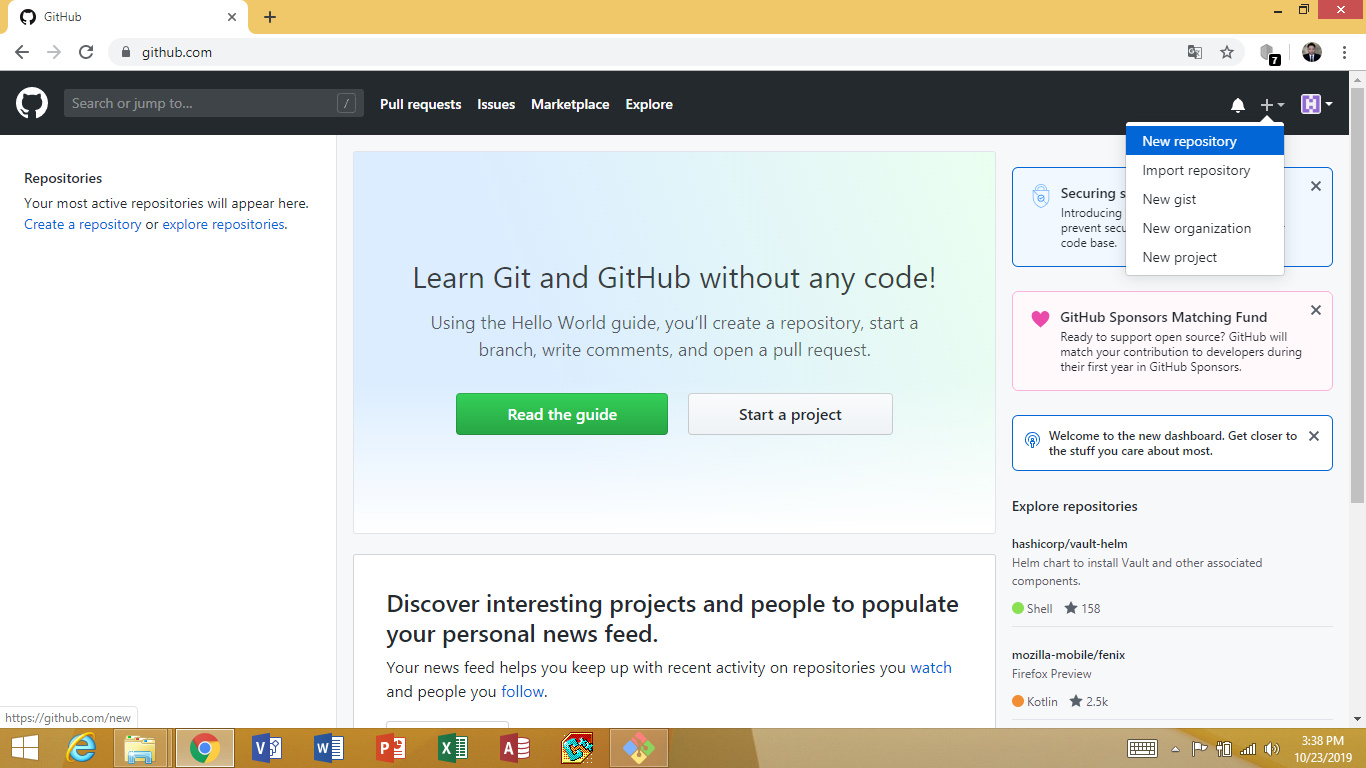 GitHub
github.com
7
Search or jump to...
/
Pull requests
Issues
Marketplace
Explore
New repository
Import repository
New gist
New organization
New project
Repositories
Your most active repositories will appear here.
Create a repository or explore repositories.
Learn Git and GitHub without any code!
Using the Hello World guide, you’ll create a repository, start a
branch, write comments, and open a pull request.
Read the guide
Start a project
Discover interesting projects and people to populate
your personal news feed.
Your news feed helps you keep up with recent activity on repositories you watch
and people you follow.
Securing s
Introducing
prevent secu
code base.
GitHub Sponsors Matching Fund
Ready to support open source? GitHub will
match your contribution to developers during
their first year in GitHub Sponsors.
Welcome to the new dashboard. Get closer to
the stuff you care about most.
Explore repositories
hashicorp/vault-helm
Helm chart to install Vault and other associated
components.
Shell 158
mozilla-mobile/fenix
Firefox Preview
Kotlin 2.5k
https://github.com/new
3:38 PM
10/23/2019